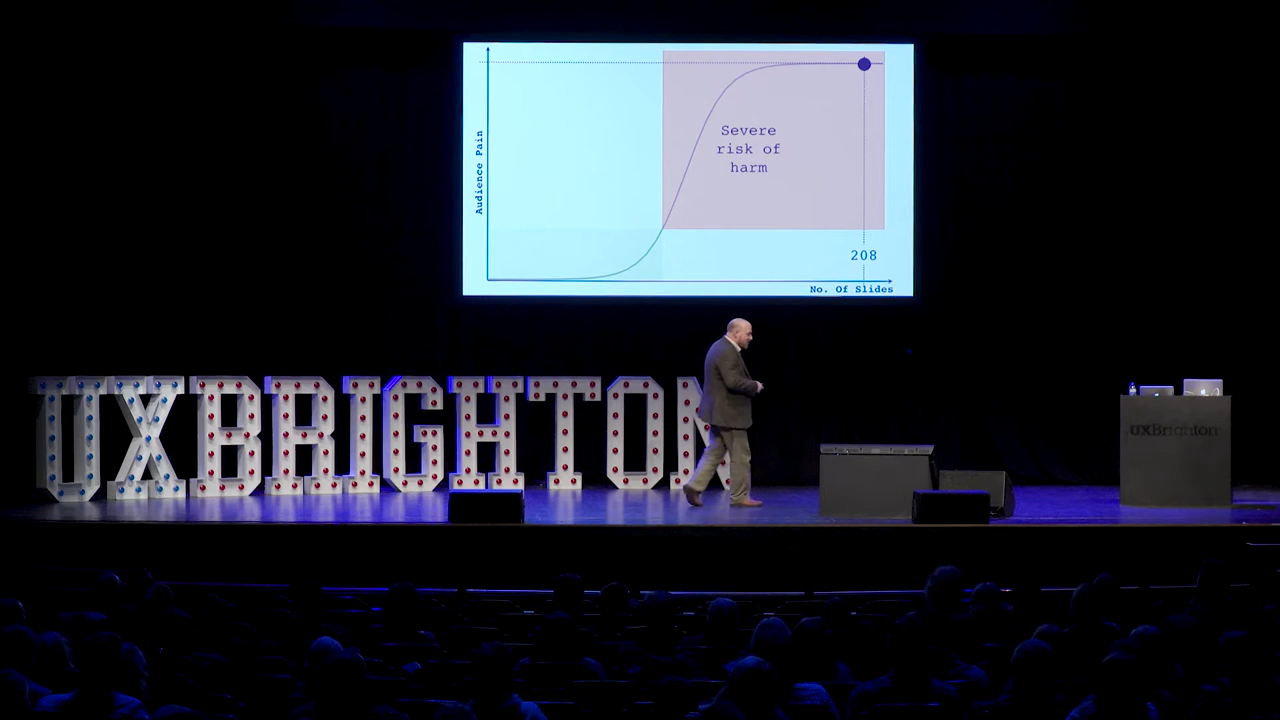 Audience Pain
Severe
risk of
harm
208
No. Of Slides
UXBRIGHTON
uxBrighton